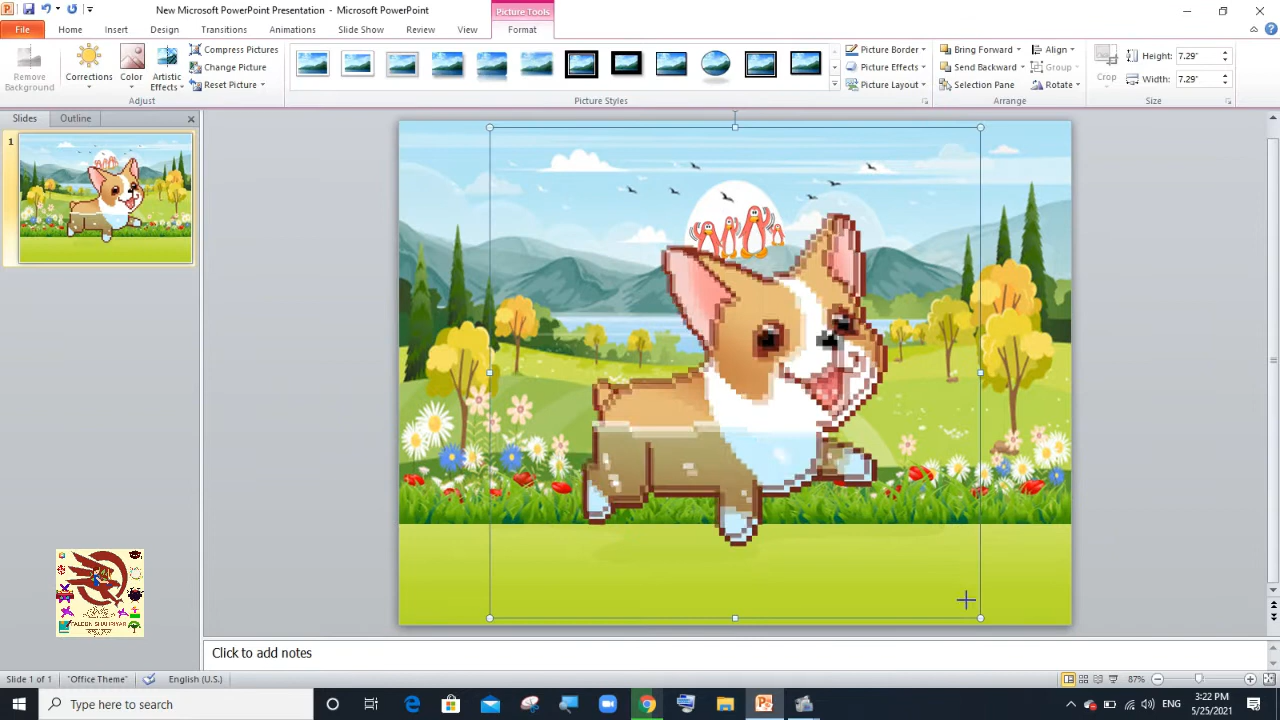 New Microsoft PowerPoint Presentation - Microsoft PowerPoint
Picture Tools
File Home Insert Design Transitions Animations Slide Show Review View Format
Remove Background
Corrections
Color
Artistic Effects
Compress Pictures
Change Picture
Reset Picture
Adjust
Picture Styles
Picture Border
Picture Effects
Picture Layout
Bring Forward
Send Backward
Selection Pane
Align
Group
Rotate
Arrange
Crop
Height: 7.29"
Width: 7.29"
Size
Slides Outline
1
Click to add notes
Slide 1 of 1 "Office Theme" English (U.S.) 87%
Type here to search
ENG
3:22 PM
5/25/2021